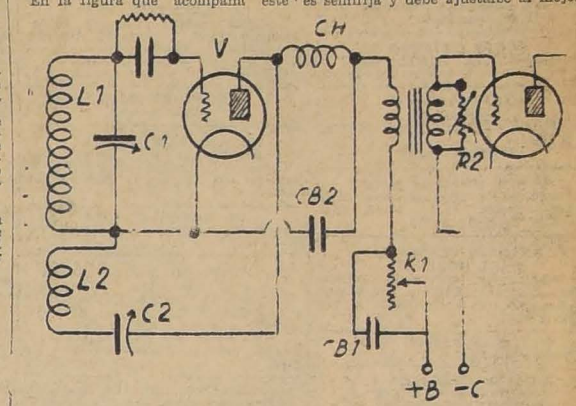 En la figura que acompaña este es semifija y debe ajustarse al mejor
V
CH
L1
C1
R2
CB2
L2
R1
C2
CB1
+B -C